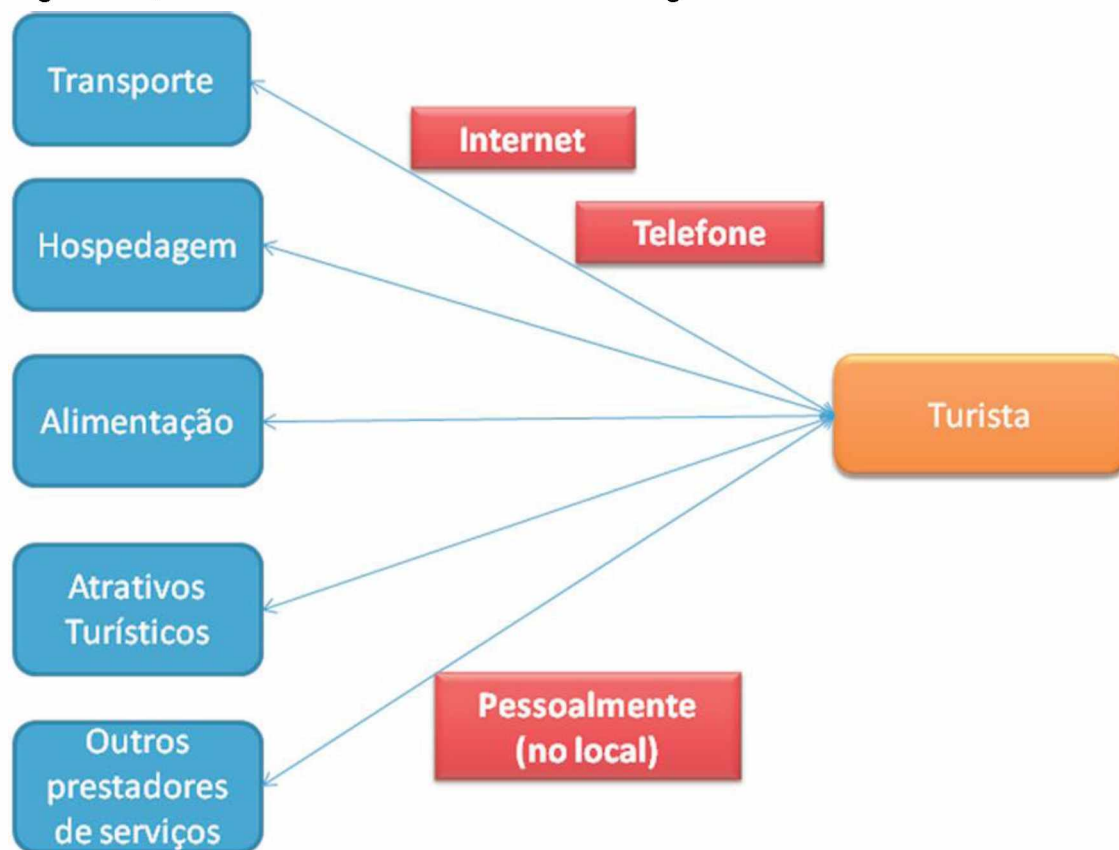 Transporte
Internet
Telefone
Hospedagem
Alimentação
Turista
Atrativos
Turísticos
Pessoalmente
(no local)
Outros
prestadores
de serviços